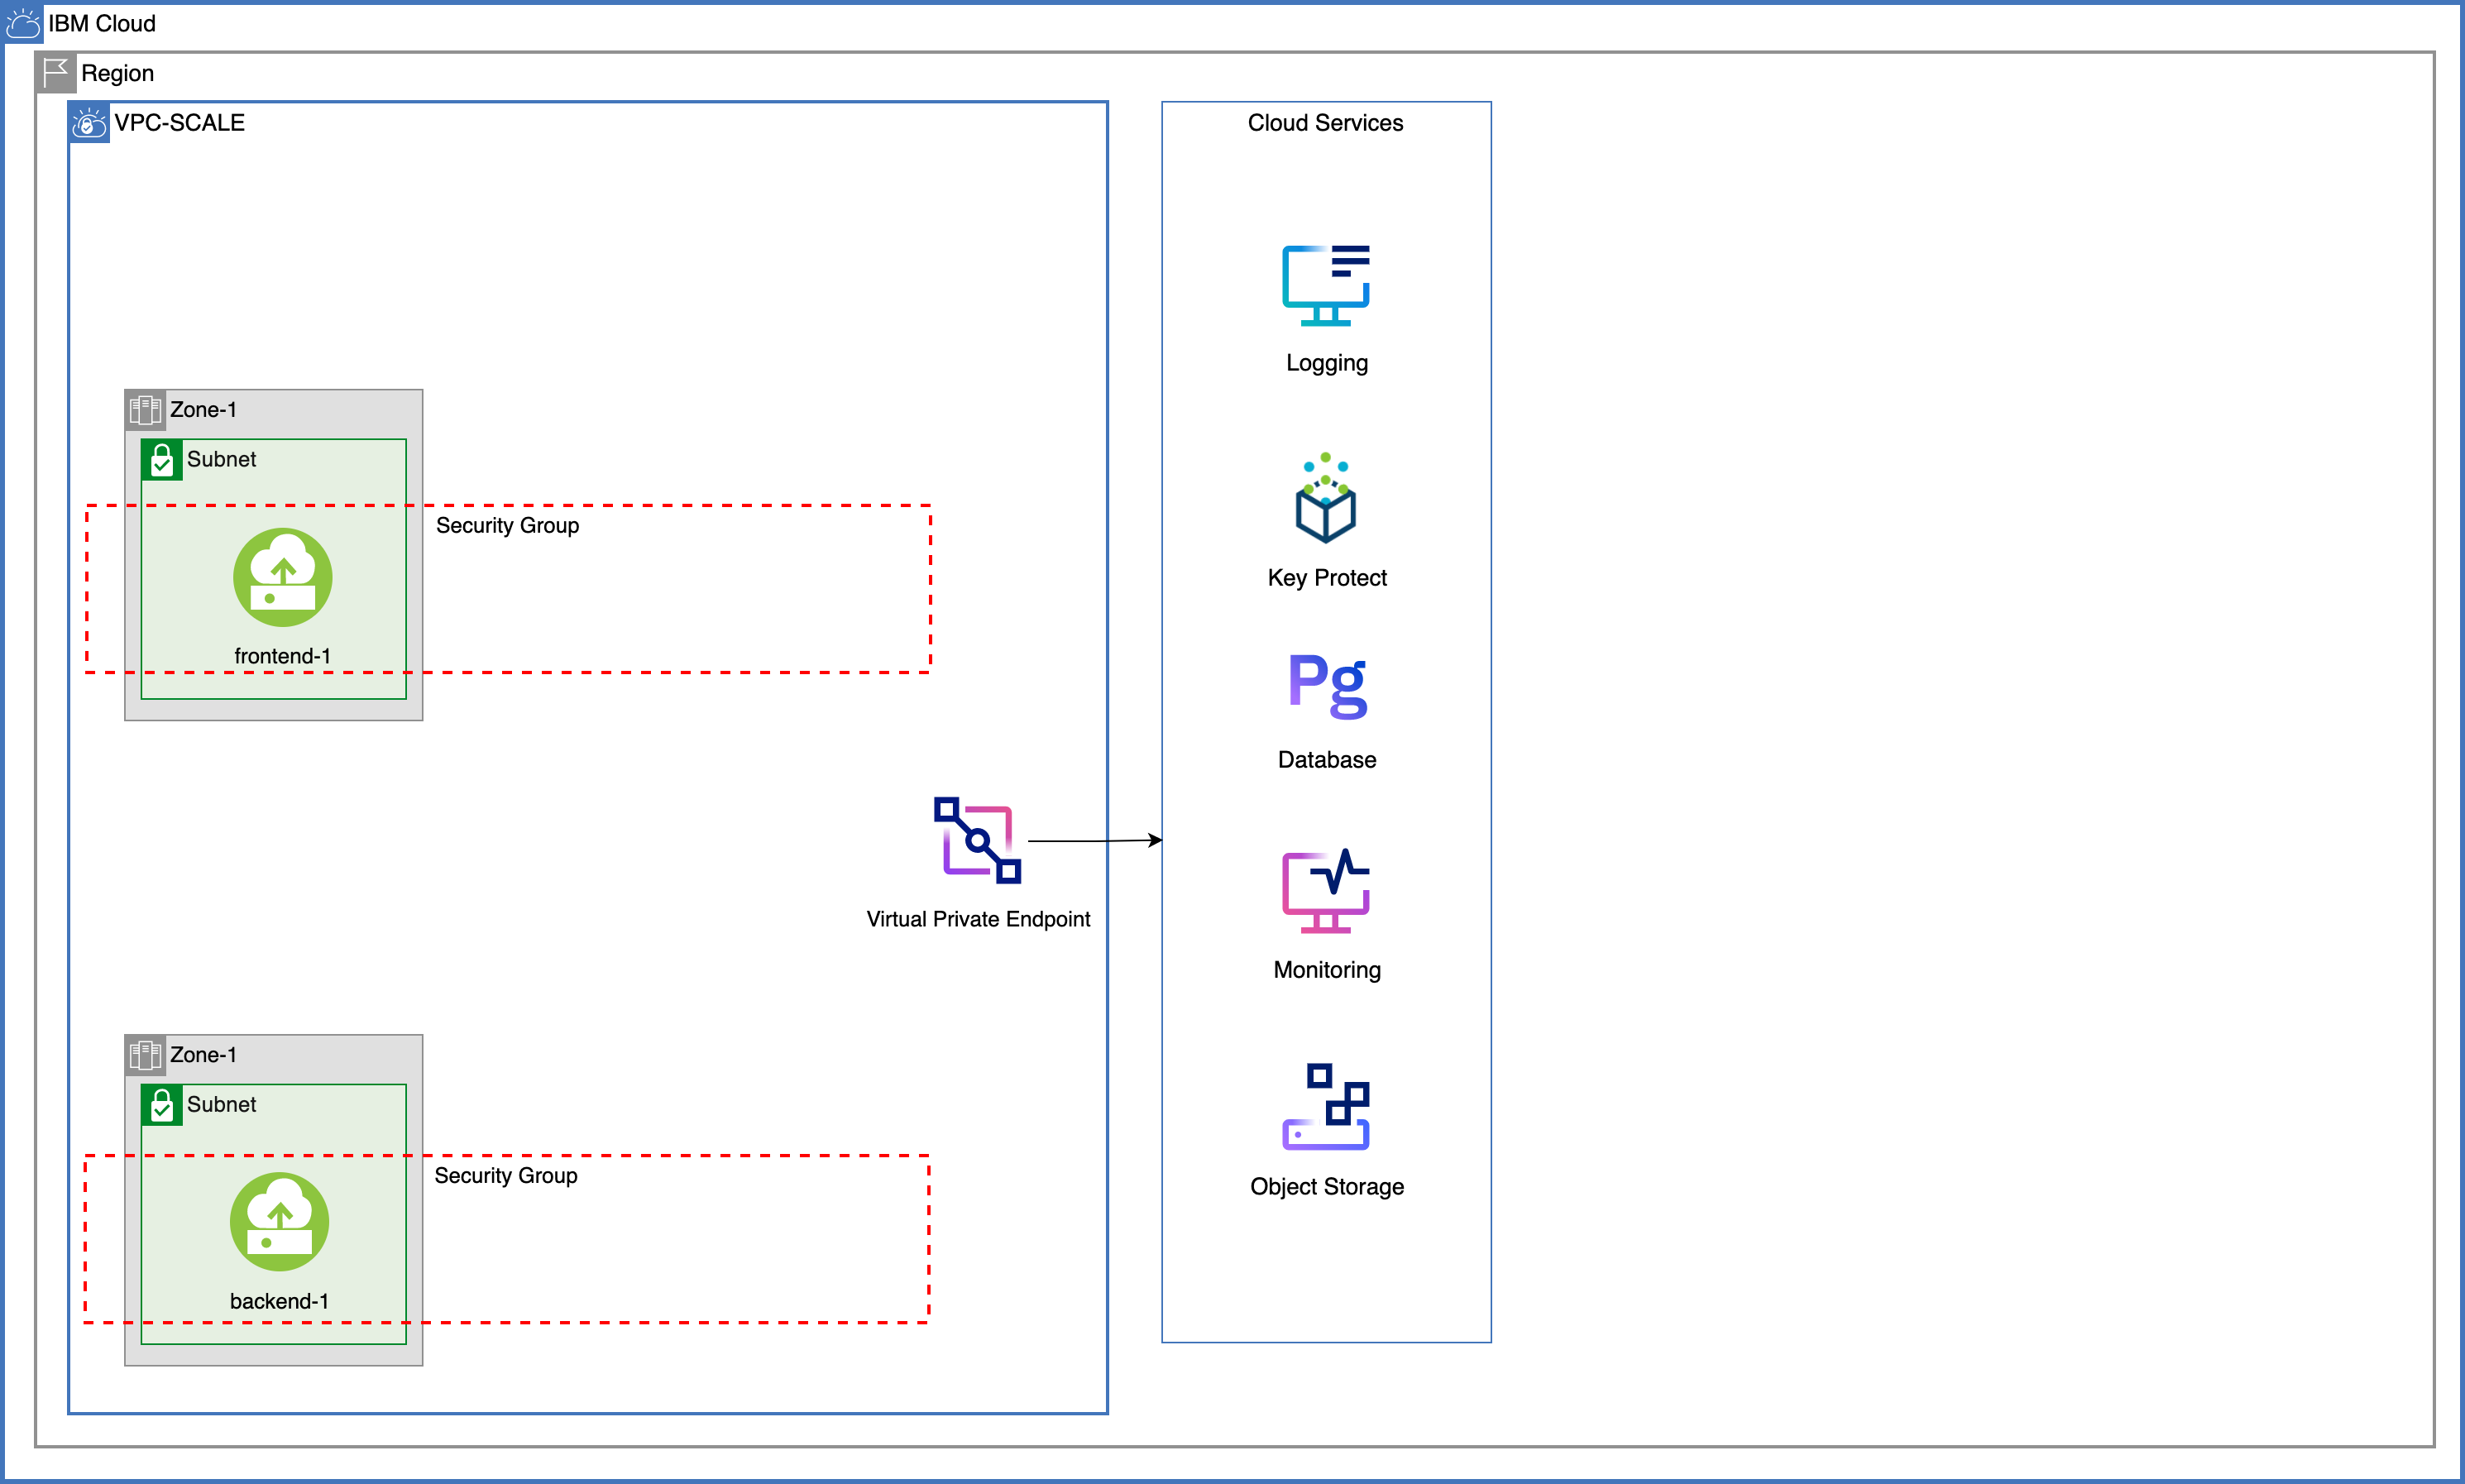 IBM Cloud
Region
VPC-SCALE
Cloud Services
Logging
Zone-1
Subnet
Security Group
frontend-1
Key Protect
Pg
Database
Virtual Private Endpoint
Monitoring
Zone-1
Subnet
Security Group
backend-1
Object Storage